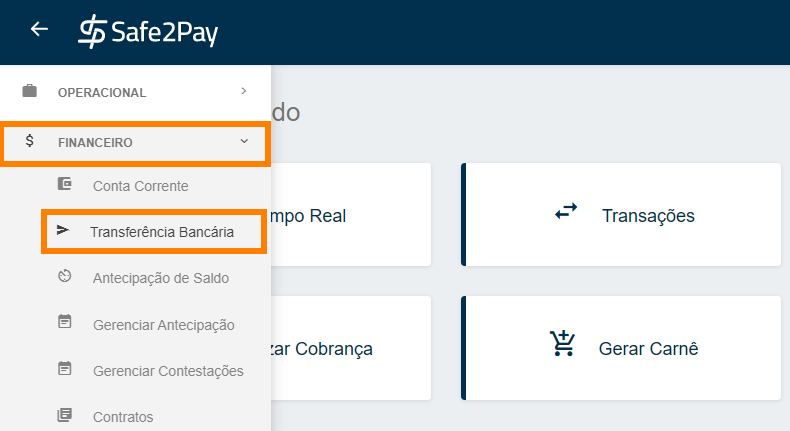 Safe2Pay
OPERACIONAL
FINANCEIRO
Conta Corrente
Transferência Bancária
Antecipação de Saldo
Gerenciar Antecipação
Gerenciar Contestações
Contratos
do
mpo Real
Transações
zar Cobrança
Gerar Carnê